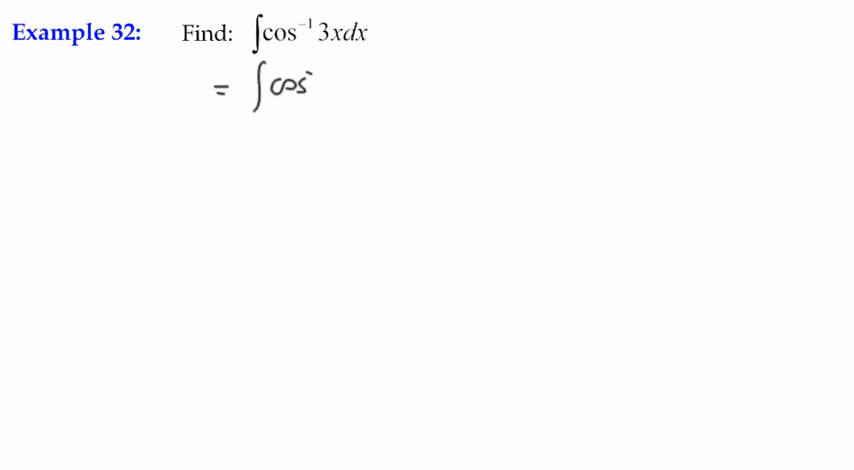 Example 32: Find: ∫cos⁻¹ 3xdx
= ∫ cos⁻